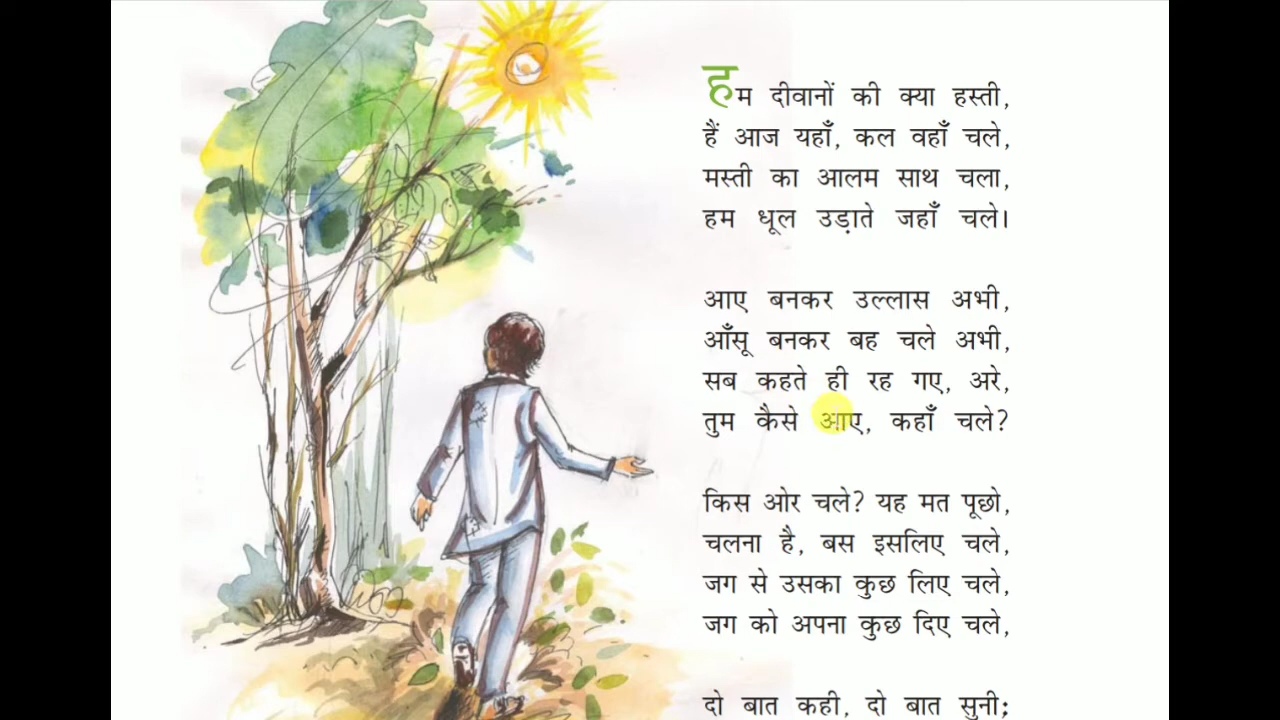 हम दीवानों की क्या हस्ती,
हैं आज यहाँ, कल वहाँ चले,
मस्ती का आलम साथ चला,
हम धूल उड़ाते जहाँ चले।
आए बनकर उल्लास अभी,
आँसू बनकर बह चले अभी,
सब कहते ही रह गए, अरे,
तुम कैसे आए, कहाँ चले?
किस ओर चले? यह मत पूछो,
चलना है, बस इसलिए चले,
जग से उसका कुछ लिए चले,
जग को अपना कुछ दिए चले,
दो बात कही, दो बात सुनी;